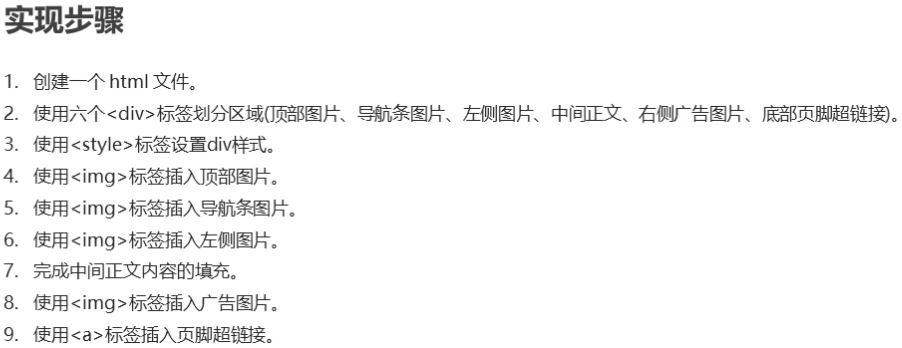 实现步骤
1. 创建一个 html 文件。
2. 使用六个<div>标签划分区域(顶部图片、导航条图片、左侧图片、中间正文、右侧广告图片、底部页脚超链接)。
3. 使用<style>标签设置div样式。
4. 使用<img>标签插入顶部图片。
5. 使用<img>标签插入导航条图片。
6. 使用<img>标签插入左侧图片。
7. 完成中间正文内容的填充。
8. 使用<img>标签插入广告图片。
9. 使用<a>标签插入页脚超链接。